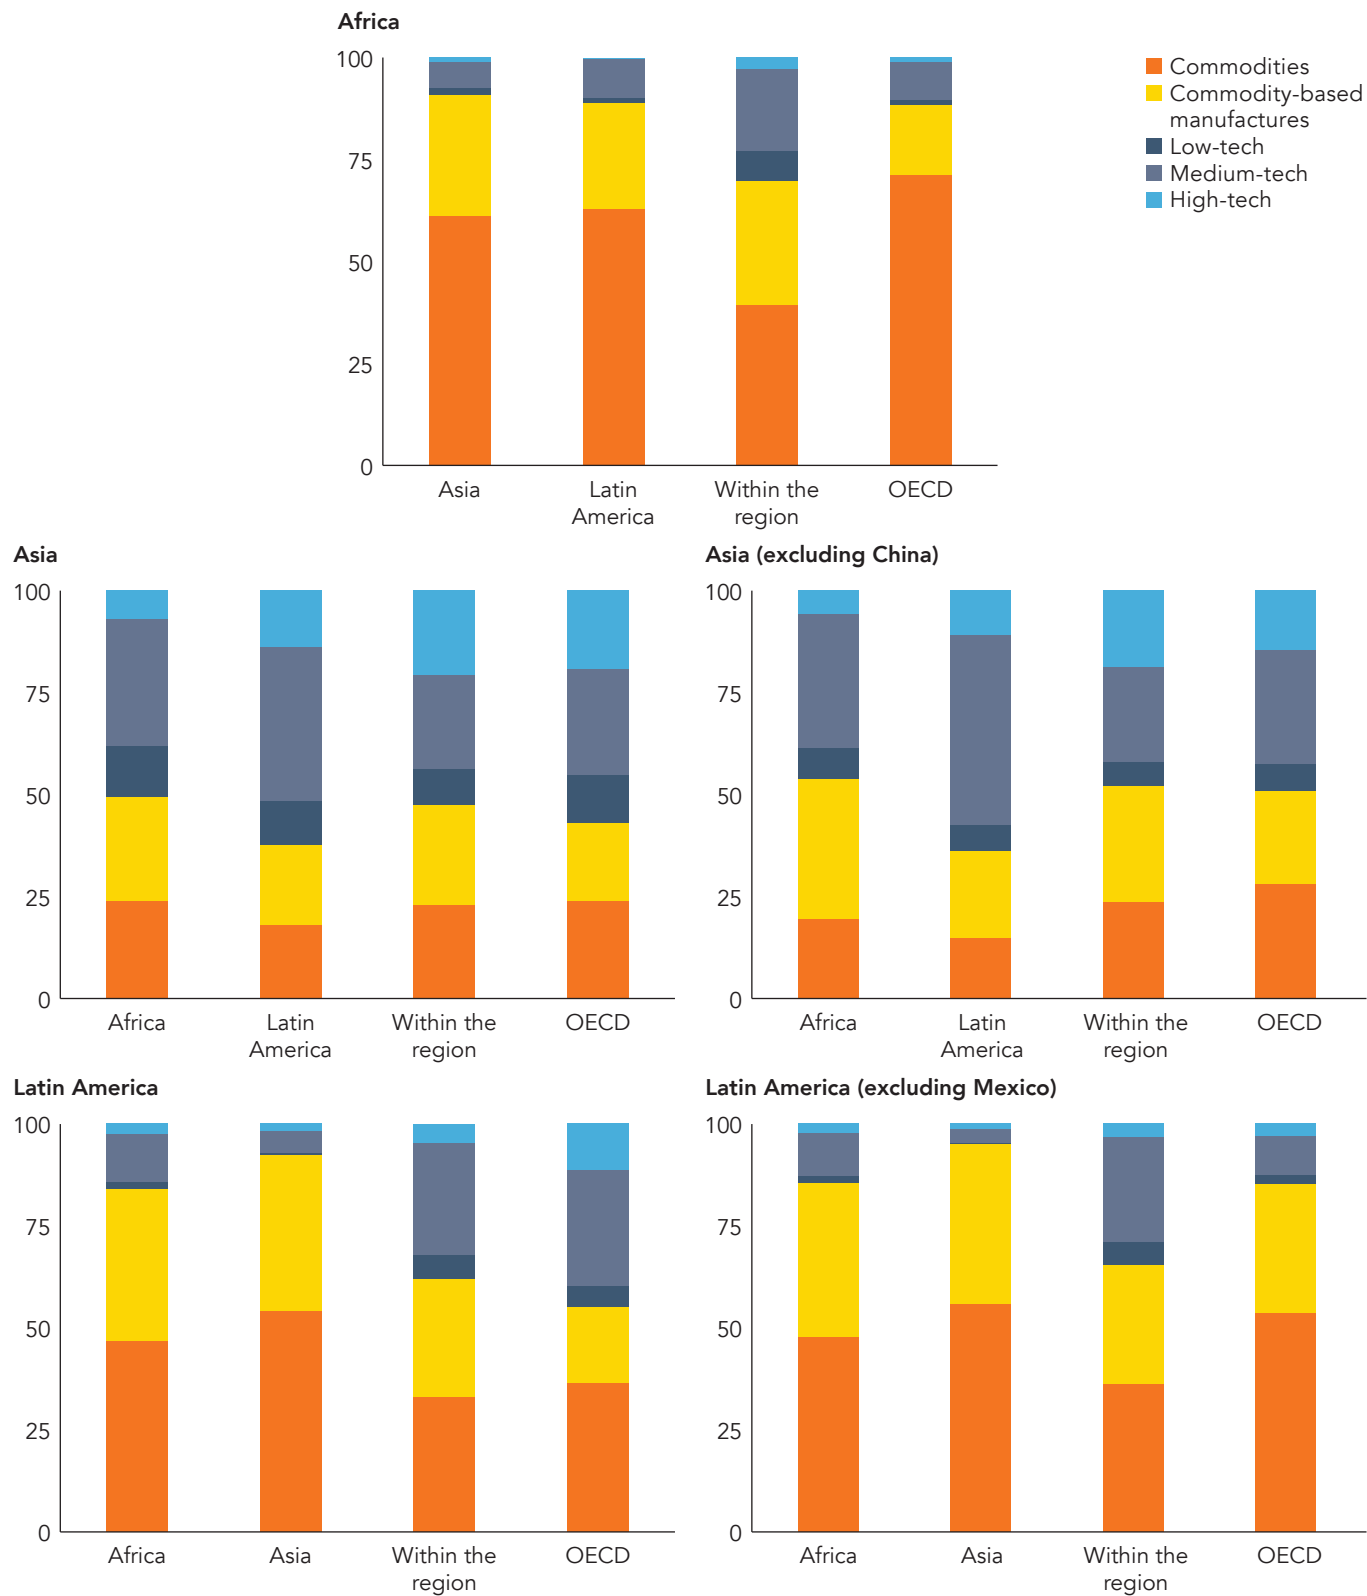 Africa
100
75
50
25
0
Asia
Latin
America
Within the
region
OECD
Commodities
Commodity-based
manufactures
Low-tech
Medium-tech
High-tech
Asia
100
75
50
25
0
Africa
Latin
America
Within the
region
OECD
Asia (excluding China)
100
75
50
25
0
Africa
Latin
America
Within the
region
OECD
Latin America
100
75
50
25
0
Africa
Asia
Within the
region
OECD
Latin America (excluding Mexico)
100
75
50
25
0
Africa
Asia
Within the
region
OECD